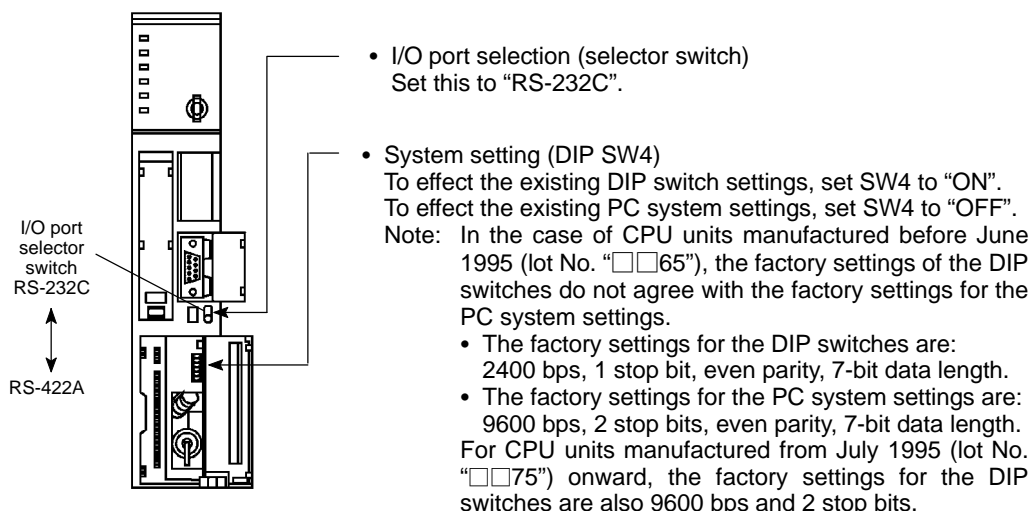 • I/O port selection (selector switch)
Set this to “RS-232C”.
• System setting (DIP SW4)
To effect the existing DIP switch settings, set SW4 to “ON”.
To effect the existing PC system settings, set SW4 to “OFF”.
Note: In the case of CPU units manufactured before June
1995 (lot No. “□□65”), the factory settings of the DIP
switches do not agree with the factory settings for the
PC system settings.
• The factory settings for the DIP switches are:
2400 bps, 1 stop bit, even parity, 7-bit data length.
• The factory settings for the PC system settings are:
9600 bps, 2 stop bits, even parity, 7-bit data length.
For CPU units manufactured from July 1995 (lot No.
“□□75”) onward, the factory settings for the DIP
switches are also 9600 bps and 2 stop bits.
I/O port
selector
switch
RS-232C
RS-422A